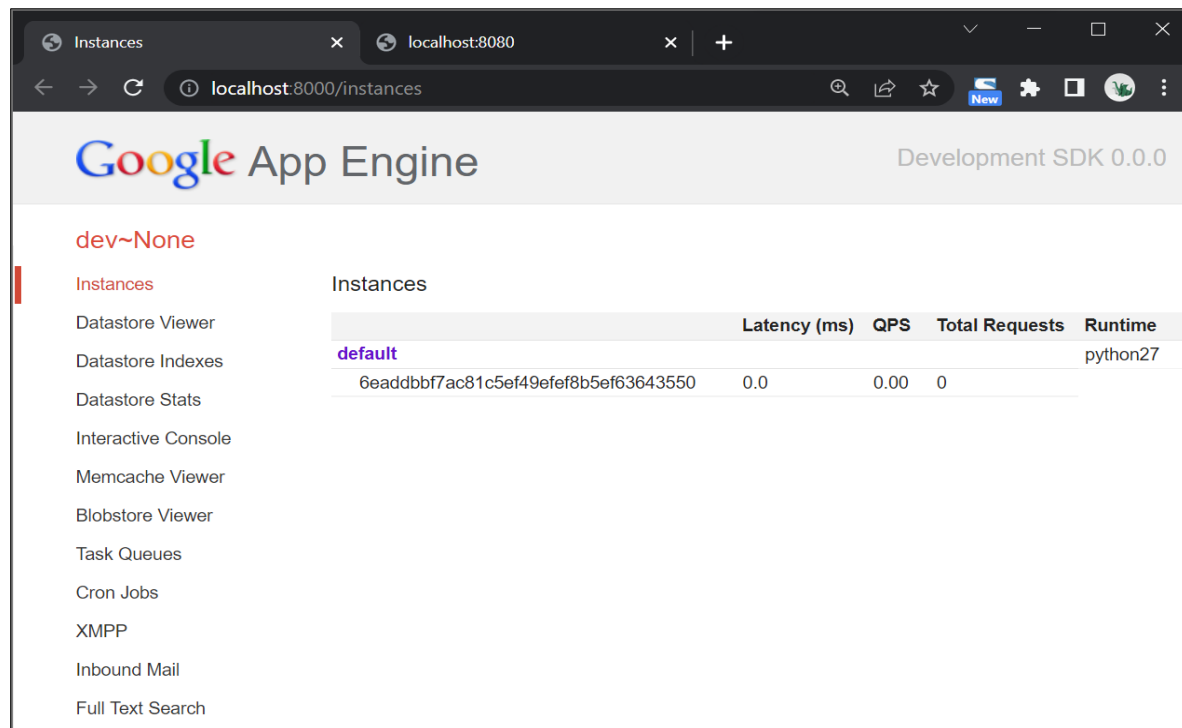 Instances
localhost:8080
localhost:8000/instances
New
Google App Engine
Development SDK 0.0.0
dev~None
Instances
Datastore Viewer
Datastore Indexes
Datastore Stats
Interactive Console
Memcache Viewer
Blobstore Viewer
Task Queues
Cron Jobs
XMPP
Inbound Mail
Full Text Search
Instances
Latency (ms) QPS Total Requests Runtime
default python27
6eaddbbf7ac81c5ef49efef8b5ef63643550 0.0 0.00 0